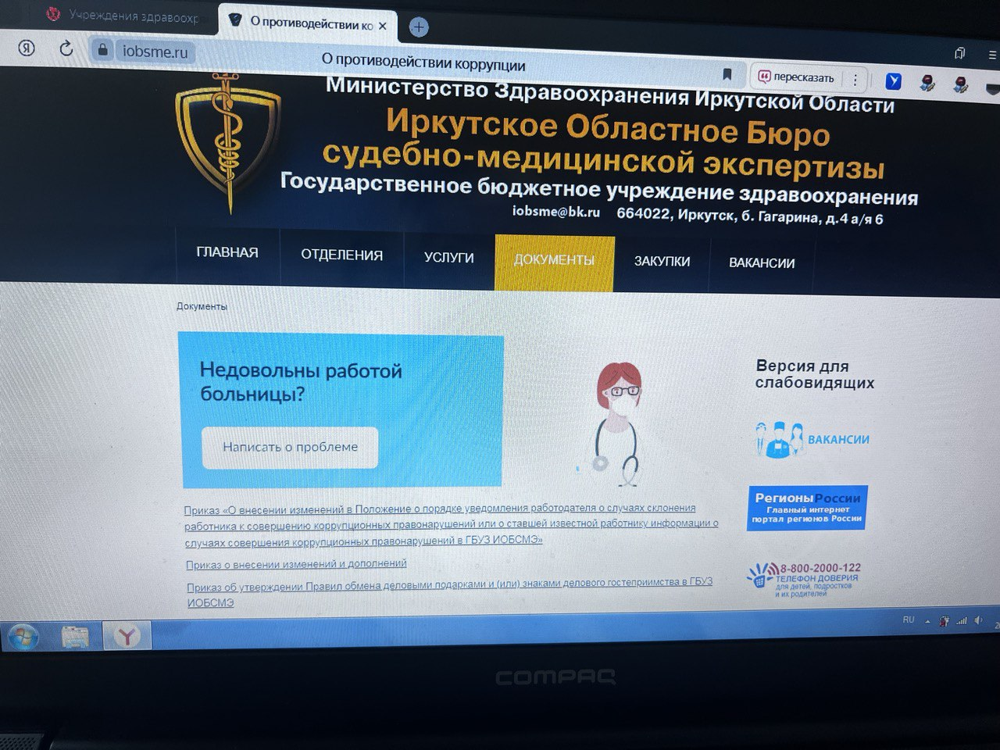 Учреждения здравоохр
О противодействии ко
iobsme.ru
О противодействии коррупции
пересказать
Министерство Здравоохранения Иркутской Области
Иркутское Областное Бюро
судебно-медицинской экспертизы
Государственное бюджетное учреждение здравоохранения
iobsme@bk.ru 664022, Иркутск, б. Гагарина, д.4 а/я 6
ГЛАВНАЯ ОТДЕЛЕНИЯ УСЛУГИ ДОКУМЕНТЫ ЗАКУПКИ ВАКАНСИИ
Документы
Недовольны работой
больницы?
Написать о проблеме
Версия для
слабовидящих
ВАКАНСИИ
РегионыРоссии
Главный интернет
портал регионов России
8-800-2000-122
ТЕЛЕФОН ДОВЕРИЯ
для детей, подростков
и их родителей
Приказ «О внесении изменений в Положение о порядке уведомления работодателя о случаях склонения
работника к совершению коррупционных правонарушений или о ставшей известной работнику информации о
случаях совершения коррупционных правонарушений в ГБУЗ ИОБСМЭ»
Приказ о внесении изменений и дополнений
Приказ об утверждении Правил обмена деловыми подарками и (или) знаками делового гостеприимства в ГБУЗ
ИОБСМЭ
RU
COMPAQ